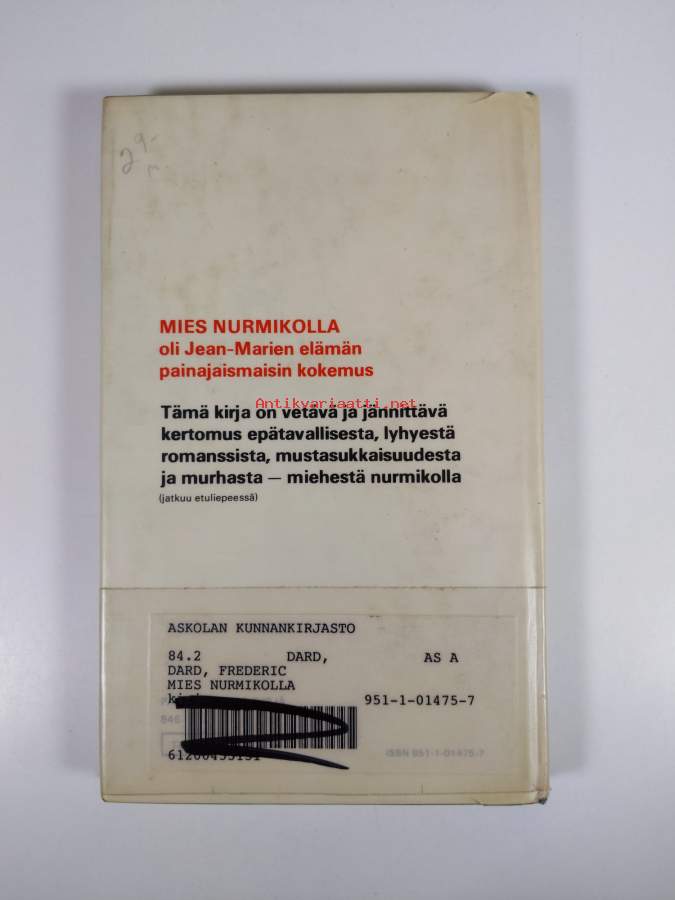 29-
MIES NURMIKOLLA
oli Jean-Marien elämän
painajaismaisin kokemus
Antikvariaatti.net
Tämä kirja on vetävä ja jännittävä
kertomus epätavallisesta, lyhyestä
romanssista, mustasukkaisuudesta
ja murhasta — miehestä nurmikolla
(jatkuu etuliepeessä)
ASKOLAN KUNNANKIRJASTO
84.2 DARD, AS A
DARD, FREDERIC
MIES NURMIKOLLA
951-1-01475-7
ISBN 951-1-01475-7